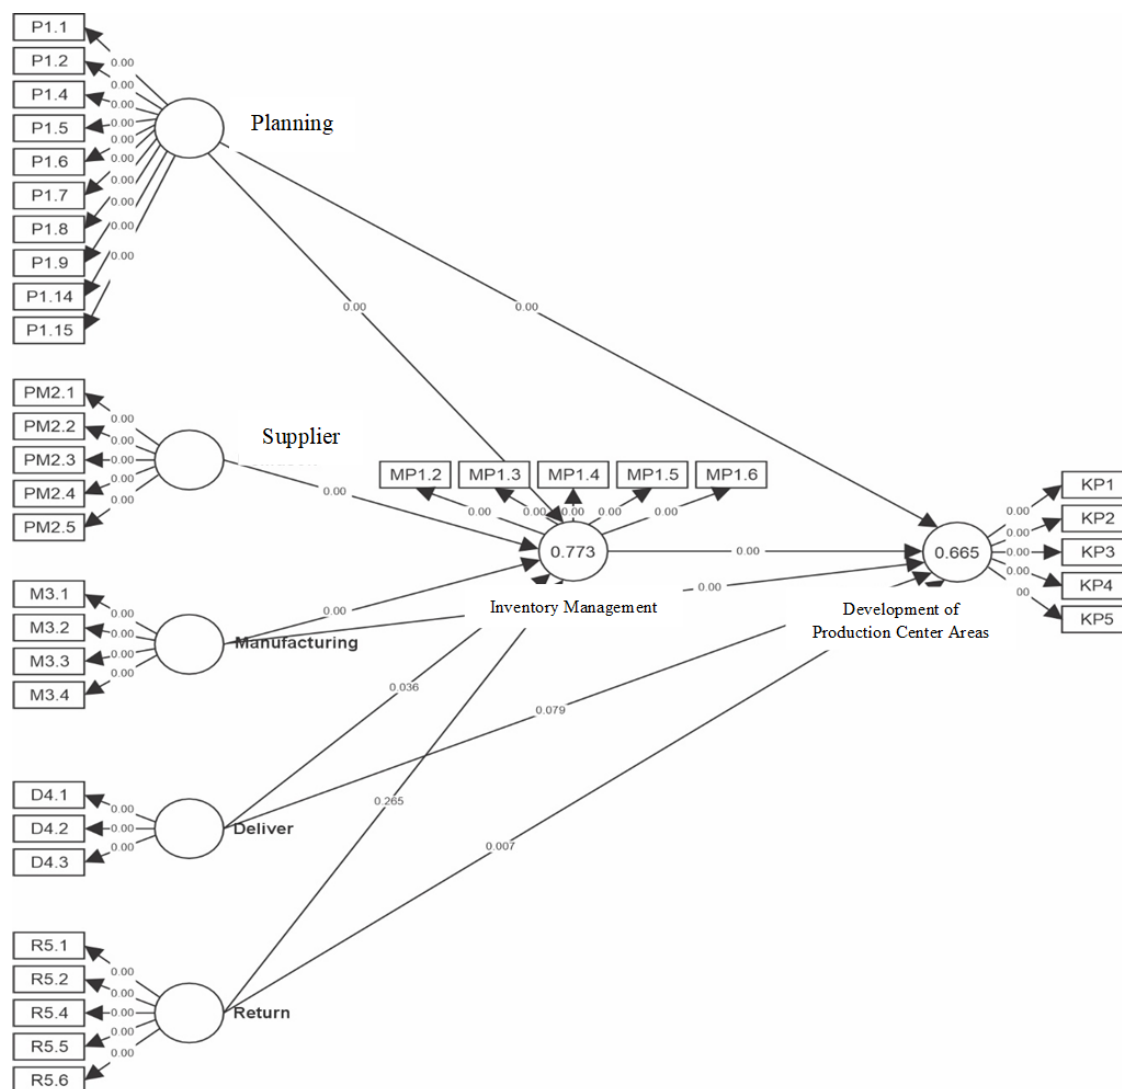 P1.1
P1.2
P1.4
P1.5
P1.6
P1.7
P1.8
P1.9
P1.14
P1.15
0.00
0.00
0.00
0.00
0.00
0.00
0.00
0.00
0.00
Planning
0.00
0.00
PM2.1
PM2.2
PM2.3
PM2.4
PM2.5
0.00
0.00
0.00
0.00
0.00
Supplier
0.00
MP1.2
MP1.3
MP1.4
MP1.5
MP1.6
0.00
0.00
0.00
0.00
0.00
0.773
Inventory Management
0.00
0.665
Development of
Production Center Areas
KP1
KP2
KP3
KP4
KP5
0.00
0.00
0.00
0.00
00
M3.1
M3.2
M3.3
M3.4
0.00
0.00
0.00
0.00
Manufacturing
0.00
0.00
0.036
0.079
D4.1
D4.2
D4.3
0.00
0.00
0.00
Deliver
0.265
0.007
R5.1
R5.2
R5.4
R5.5
R5.6
0.00
0.00
0.00
0.00
0.00
Return